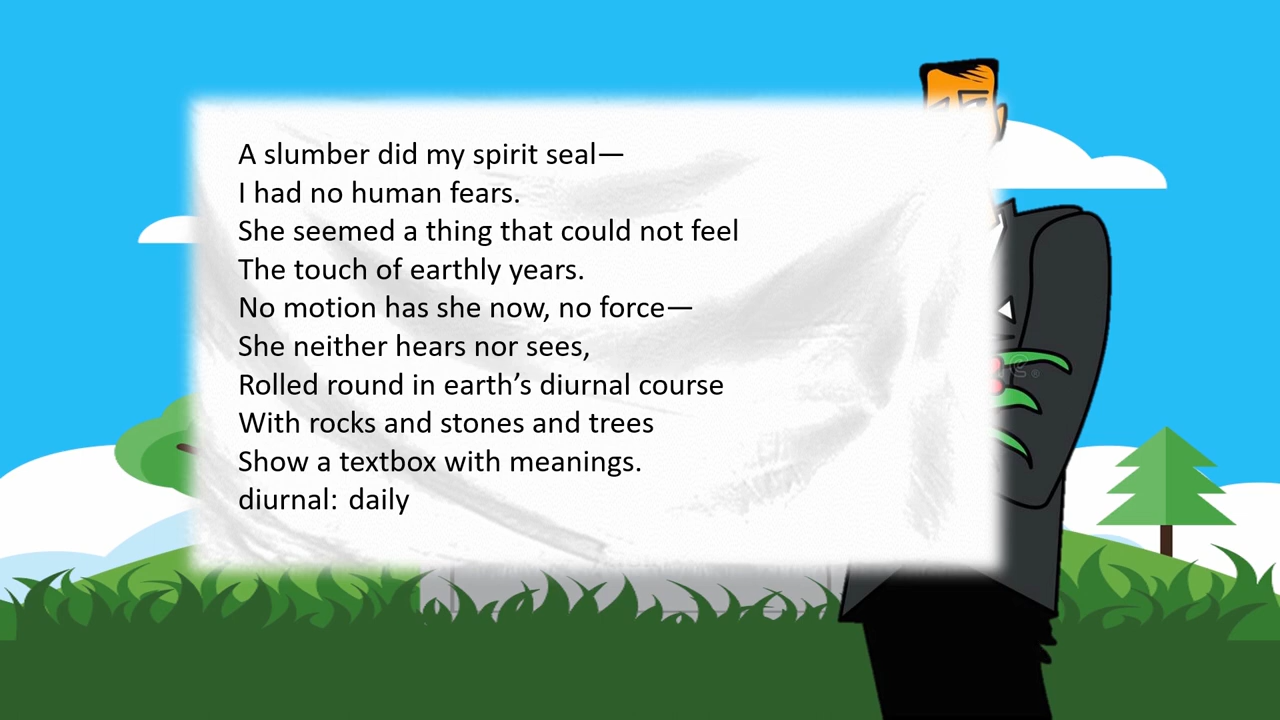 A slumber did my spirit seal—
I had no human fears.
She seemed a thing that could not feel
The touch of earthly years.
No motion has she now, no force—
She neither hears nor sees,
Rolled round in earth’s diurnal course
With rocks and stones and trees
Show a textbox with meanings.
diurnal: daily